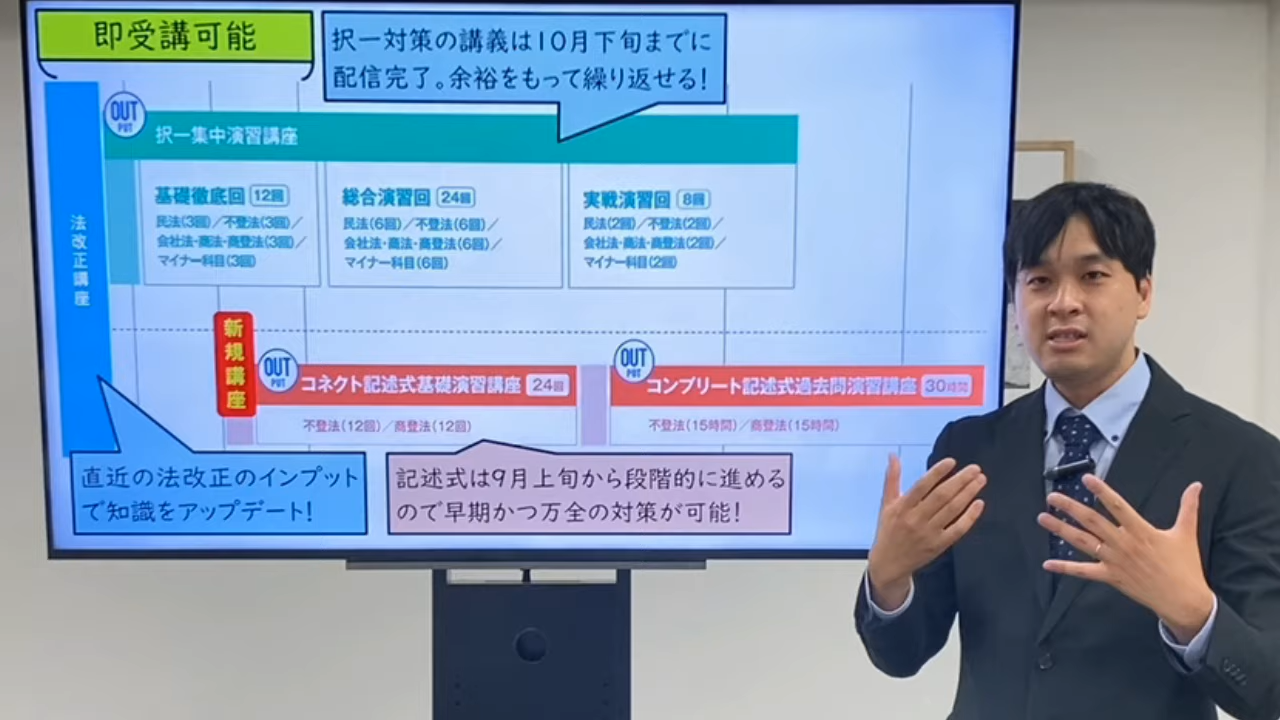 即受講可能
択一対策の講義は10月下旬までに
配信完了。余裕をもって繰り返せる!
OUT
PUT
択一集中演習講座
基礎徹底回 12回
民法(3回)/不登法(3回)/
会社法・商法・商登法(3回)/
マイナー科目(3回)
総合演習回 24回
民法(6回)/不登法(6回)/
会社法・商法・商登法(6回)/
マイナー科目(6回)
実戦演習回 8回
民法(2回)/不登法(2回)/
会社法・商法・商登法(2回)/
マイナー科目(2回)
法改正講座
新規講座
OUT
PUT
コネクト記述式基礎演習講座 24回
不登法(12回)/商登法(12回)
OUT
PUT
コンプリート記述式過去問演習講座 30時間
不登法(15時間)/商登法(15時間)
直近の法改正のインプット
で知識をアップデート!
記述式は9月上旬から段階的に進める
ので早期かつ万全の対策が可能!